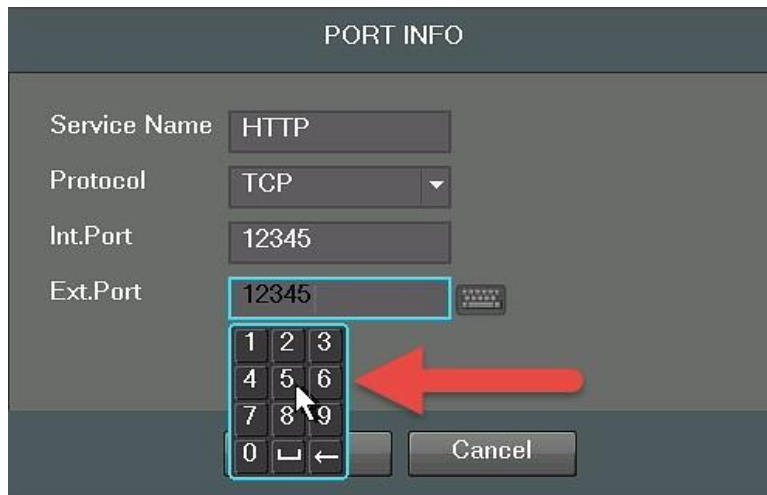 PORT INFO
Service Name HTTP
Protocol TCP
Int.Port 12345
Ext.Port 12345
1 2 3
4 5 6
7 8 9
0 ←
Cancel